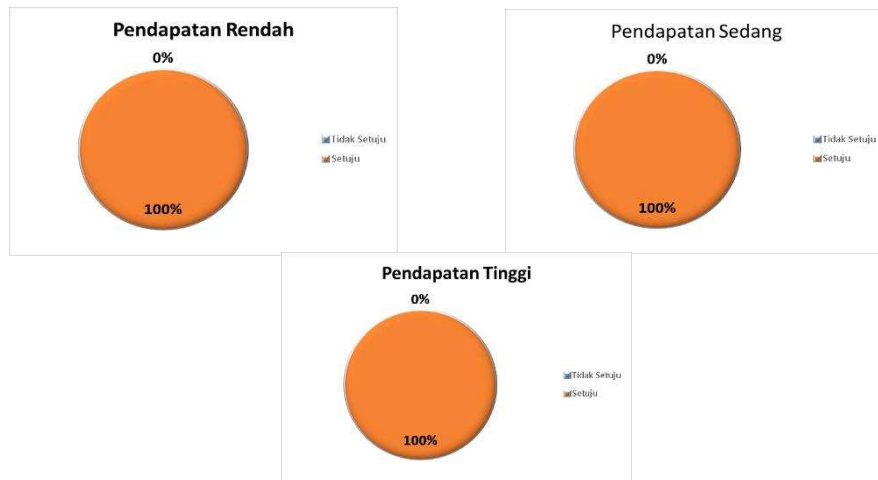 Pendapatan Rendah
0%
Tidak Setuju
Setuju
100%
Pendapatan Sedang
0%
Tidak Setuju
Setuju
100%
Pendapatan Tinggi
0%
Tidak Setuju
Setuju
100%